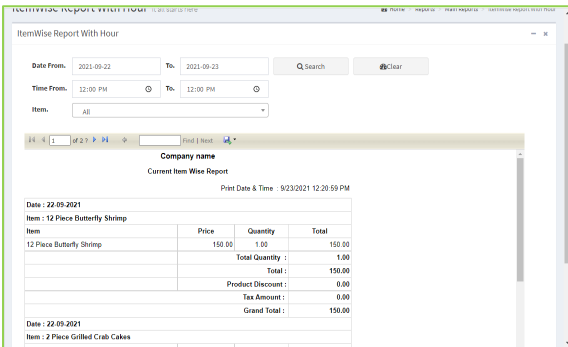 ItemWise Report With Hour It all starts Here
Home Reports Main Reports ItemWise Report With Hour
ItemWise Report With Hour
Date From. 2021-09-22 To. 2021-09-23 Search Clear
Time From. 12:00 PM To. 12:00 PM
Item. All
1 of 2 ? Find | Next
Company name
Current Item Wise Report
Print Date & Time : 9/23/2021 12:20:59 PM
Date : 22-09-2021
Item : 12 Piece Butterfly Shrimp
Item Price Quantity Total
12 Piece Butterfly Shrimp 150.00 1.00 150.00
Total Quantity : 1.00
Total : 150.00
Product Discount : 0.00
Tax Amount : 0.00
Grand Total : 150.00
Date : 22-09-2021
Item : 2 Piece Grilled Crab Cakes